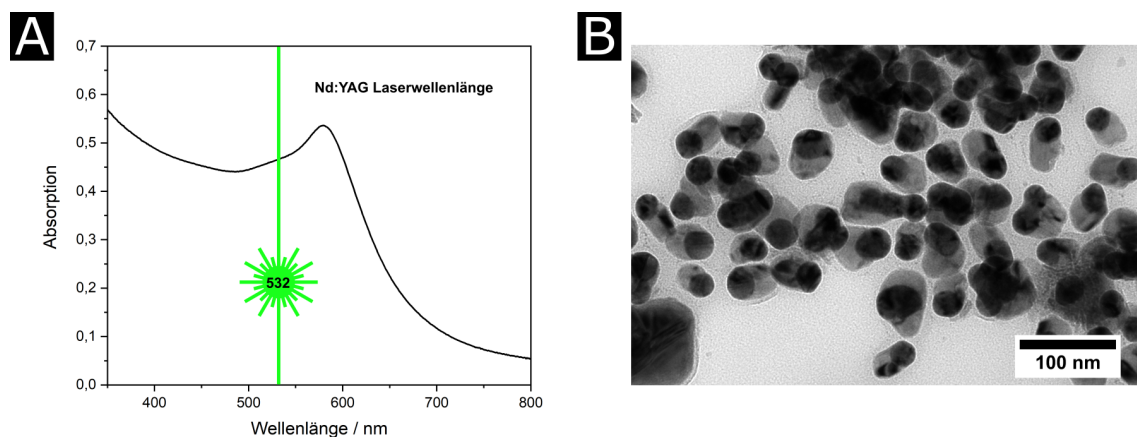 A
0,7
0,6
0,5
0,4
0,3
0,2
0,1
0,0
Absorption
Nd:YAG Laserwellenlänge
532
400 500 600 700 800
Wellenlänge / nm
B
100 nm